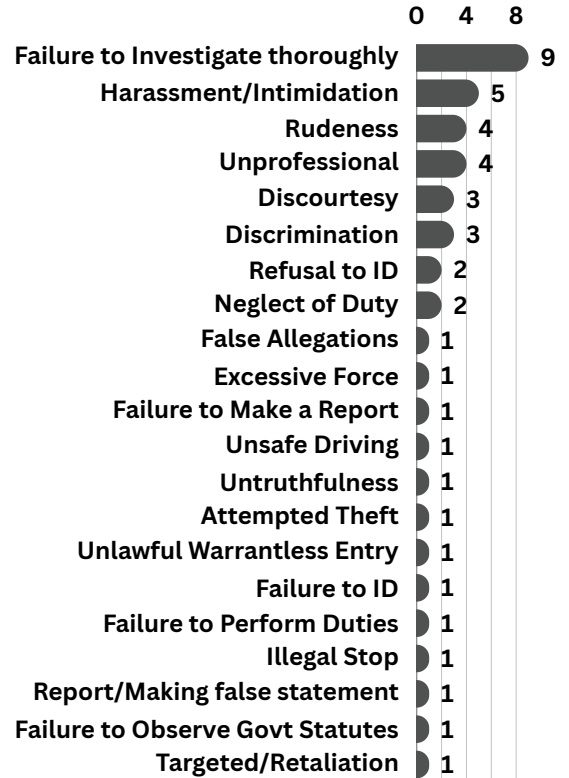 0 4 8
Failure to Investigate thoroughly 9
Harassment/Intimidation 5
Rudeness 4
Unprofessional 4
Discourtesy 3
Discrimination 3
Refusal to ID 2
Neglect of Duty 2
False Allegations 1
Excessive Force 1
Failure to Make a Report 1
Unsafe Driving 1
Untruthfulness 1
Attempted Theft 1
Unlawful Warrantless Entry 1
Failure to ID 1
Failure to Perform Duties 1
Illegal Stop 1
Report/Making false statement 1
Failure to Observe Govt Statutes 1
Targeted/Retaliation 1